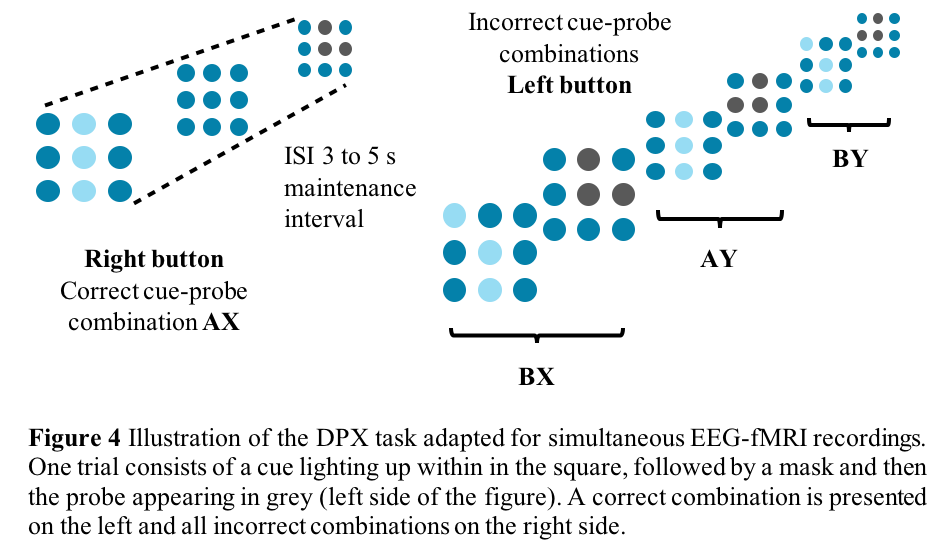 Incorrect cue-probe
combinations
Left button
ISI 3 to 5 s
maintenance
interval
BY
AY
Right button
Correct cue-probe
combination AX
BX
Figure 4 Illustration of the DPX task adapted for simultaneous EEG-fMRI recordings.
One trial consists of a cue lighting up within in the square, followed by a mask and then
the probe appearing in grey (left side of the figure). A correct combination is presented
on the left and all incorrect combinations on the right side.